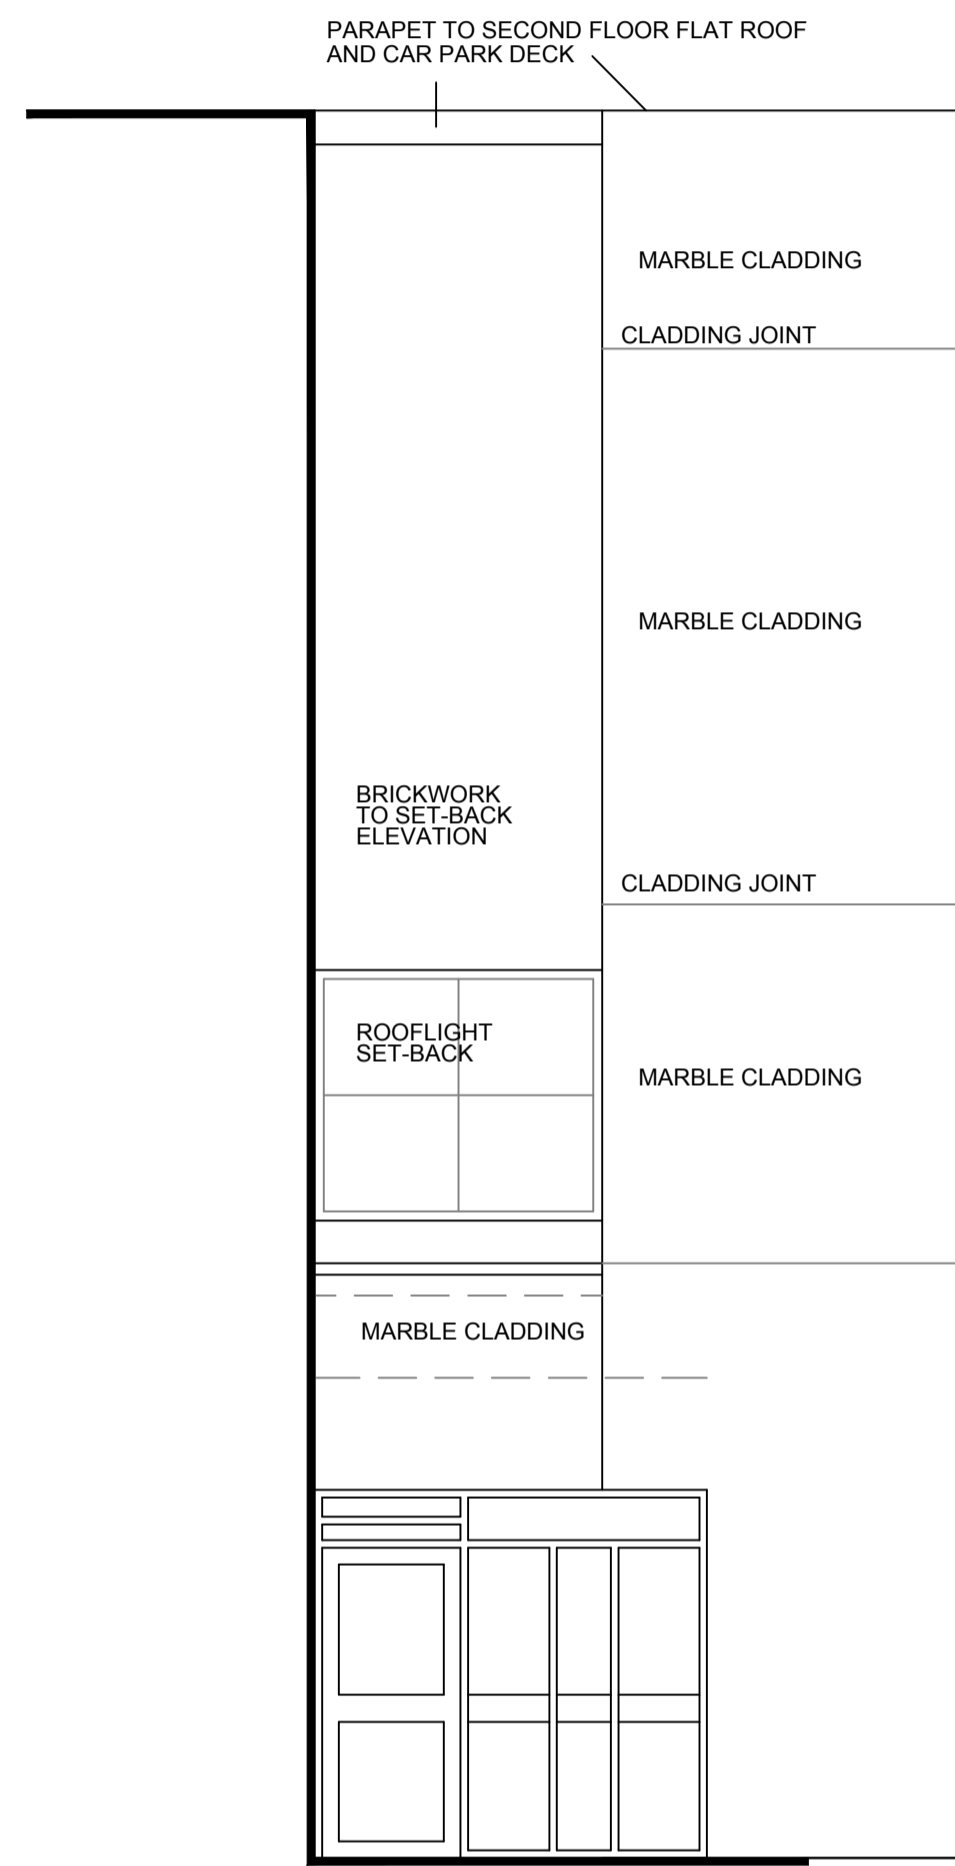 PARAPET TO SECOND FLOOR FLAT ROOF
AND CAR PARK DECK
MARBLE CLADDING
CLADDING JOINT
MARBLE CLADDING
BRICKWORK
TO SET-BACK
ELEVATION
CLADDING JOINT
ROOFLIGHT
SET-BACK
MARBLE CLADDING
MARBLE CLADDING